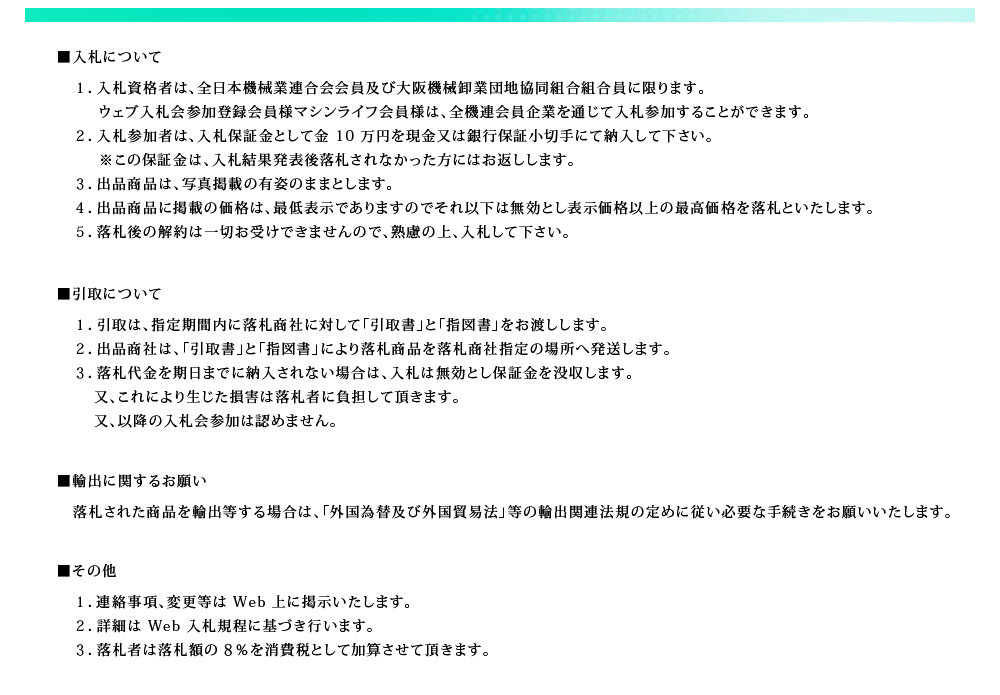 ■入札について
1．入札資格者は、全日本機械業連合会会員及び大阪機械卸業団地協同組合組合員に限ります。
ウェブ入札会参加登録会員様マシンライフ会員様は、全機連会員企業を通じて入札参加することができます。
2．入札参加者は、入札保証金として金 10 万円を現金又は銀行保証小切手にて納入して下さい。
※この保証金は、入札結果発表後落札されなかった方にはお返しします。
3．出品商品は、写真掲載の有姿のままとします。
4．出品商品に掲載の価格は、最低表示でありますのでそれ以下は無効とし表示価格以上の最高価格を落札といたします。
5．落札後の解約は一切お受けできませんので、熟慮の上、入札して下さい。
■引取について
1．引取は、指定期間内に落札商社に対して「引取書」と「指図書」をお渡しします。
2．出品商社は、「引取書」と「指図書」により落札商品を落札商社指定の場所へ発送します。
3．落札代金を期日までに納入されない場合は、入札は無効とし保証金を没収します。
又、これにより生じた損害は落札者に負担して頂きます。
又、以降の入札会参加は認めません。
■輸出に関するお願い
落札された商品を輸出等する場合は、「外国為替及び外国貿易法」等の輸出関連法規の定めに従い必要な手続きをお願いいたします。
■その他
1．連絡事項、変更等は Web 上に掲示いたします。
2．詳細は Web 入札規程に基づき行います。
3．落札者は落札額の 8％を消費税として加算させて頂きます。